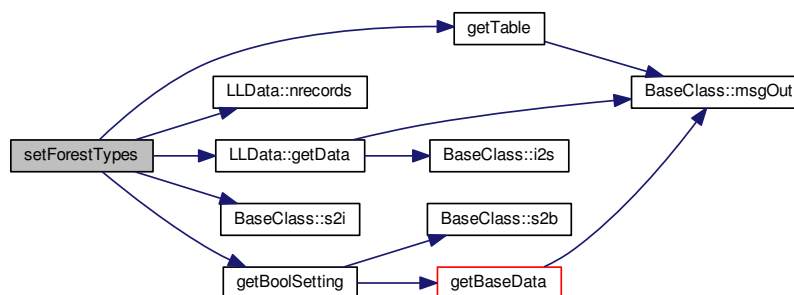 getTable
LLData::nrecords
BaseClass::msgOut
setForestTypes
LLData::getData
BaseClass::i2s
BaseClass::s2i
BaseClass::s2b
getBoolSetting
getBaseData